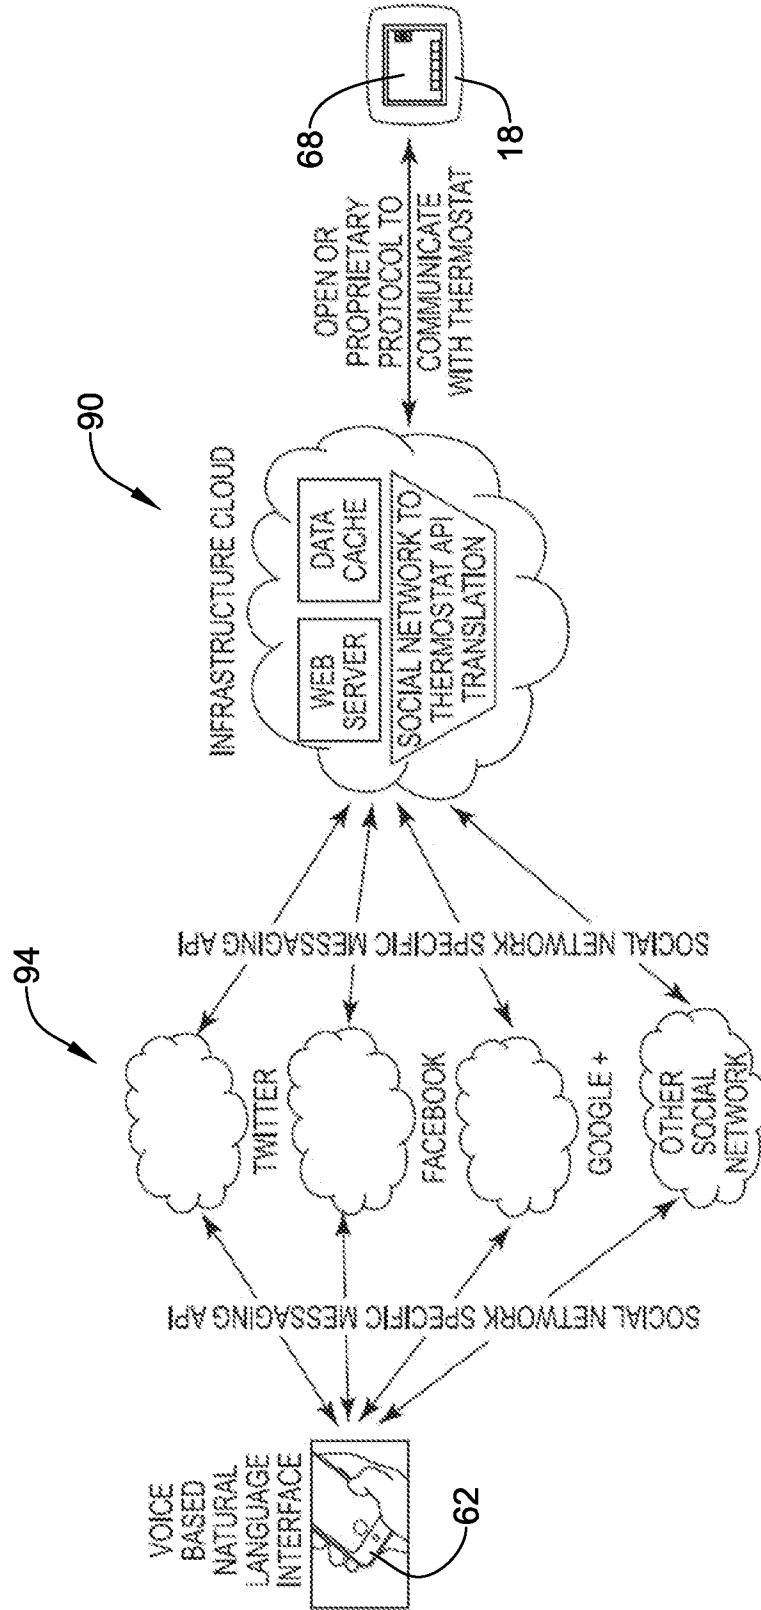 VOICE
BASED
NATURAL
LANGUAGE
INTERFACE
62
SOCIAL NETWORK SPECIFIC MESSAGING API
94
TWITTER
FACEBOOK
GOOGLE +
OTHER
SOCIAL
NETWORK
SOCIAL NETWORK SPECIFIC MESSAGING API
90
INFRASTRUCTURE CLOUD
WEB
SERVER
DATA
CACHE
SOCIAL NETWORK TO
THERMOSTAT API
TRANSLATION
OPEN OR
PROPRIETARY
PROTOCOL TO
COMMUNICATE
WITH THERMOSTAT
68
18